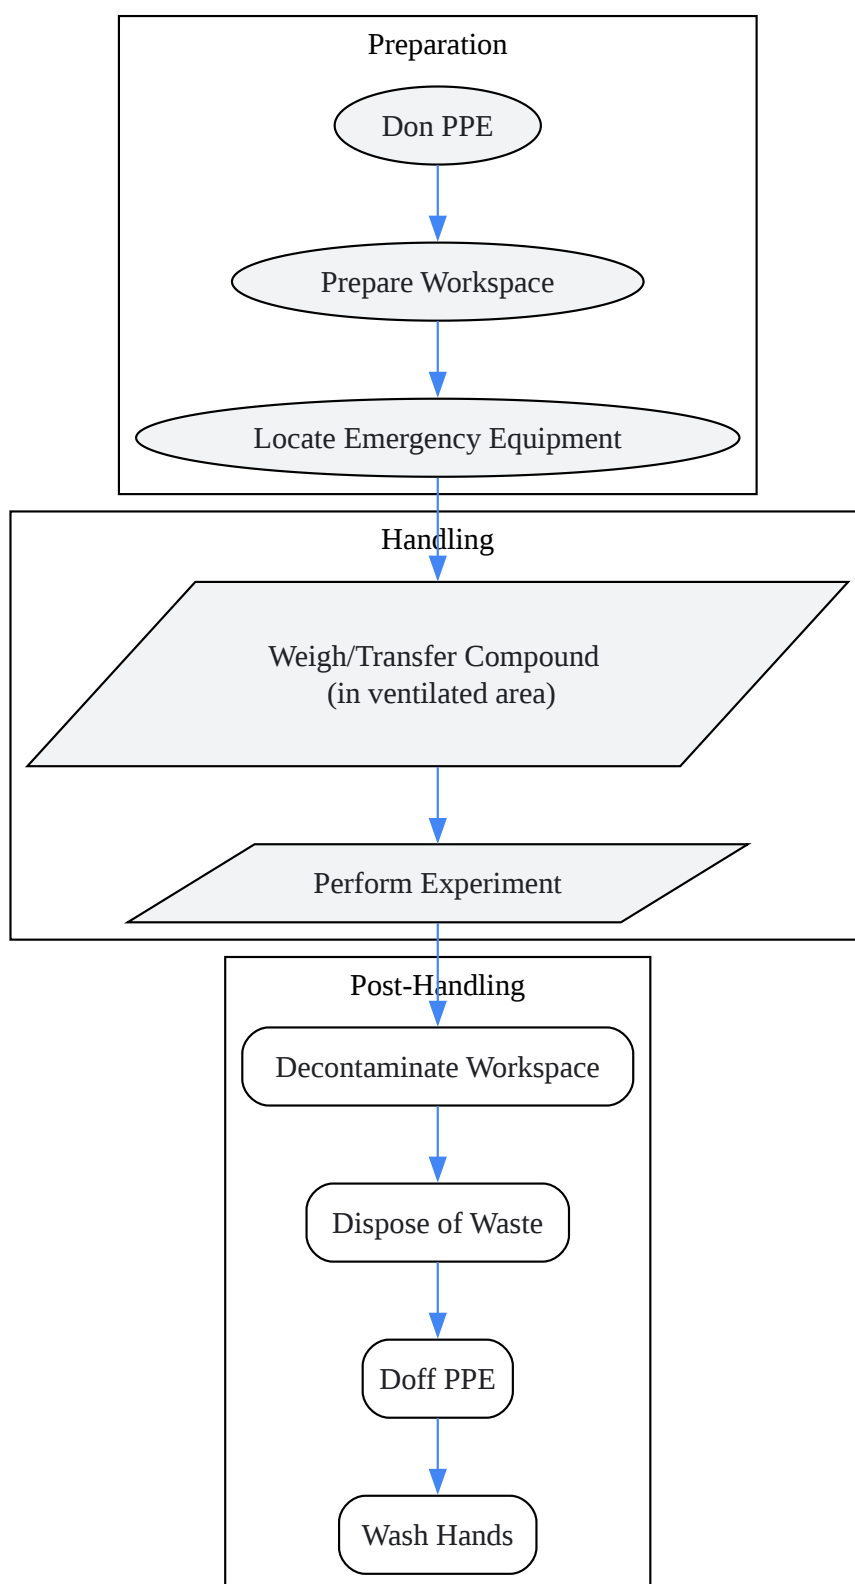 Preparation
Don PPE
Prepare Workspace
Locate Emergency Equipment
Handling
Weigh/Transfer Compound
(in ventilated area)
Perform Experiment
Post-Handling
Decontaminate Workspace
Dispose of Waste
Doff PPE
Wash Hands